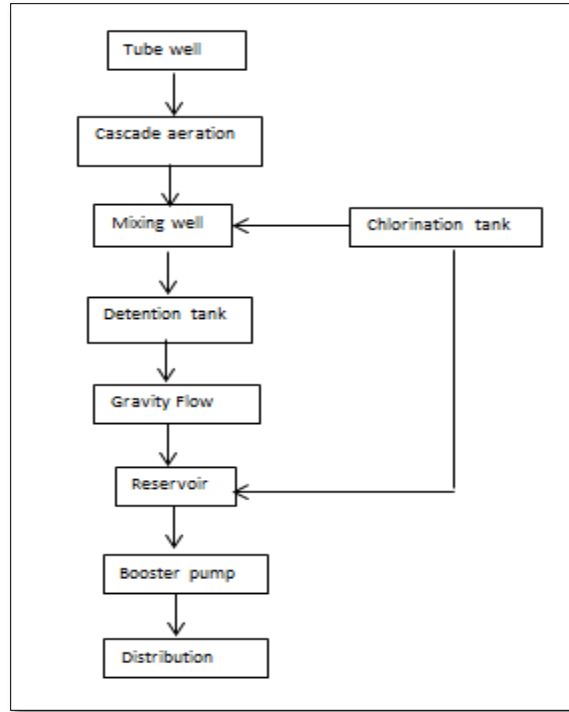 Tube well
Cascade aeration
Mixing well
Chlorination tank
Detention tank
Gravity Flow
Reservoir
Booster pump
Distribution